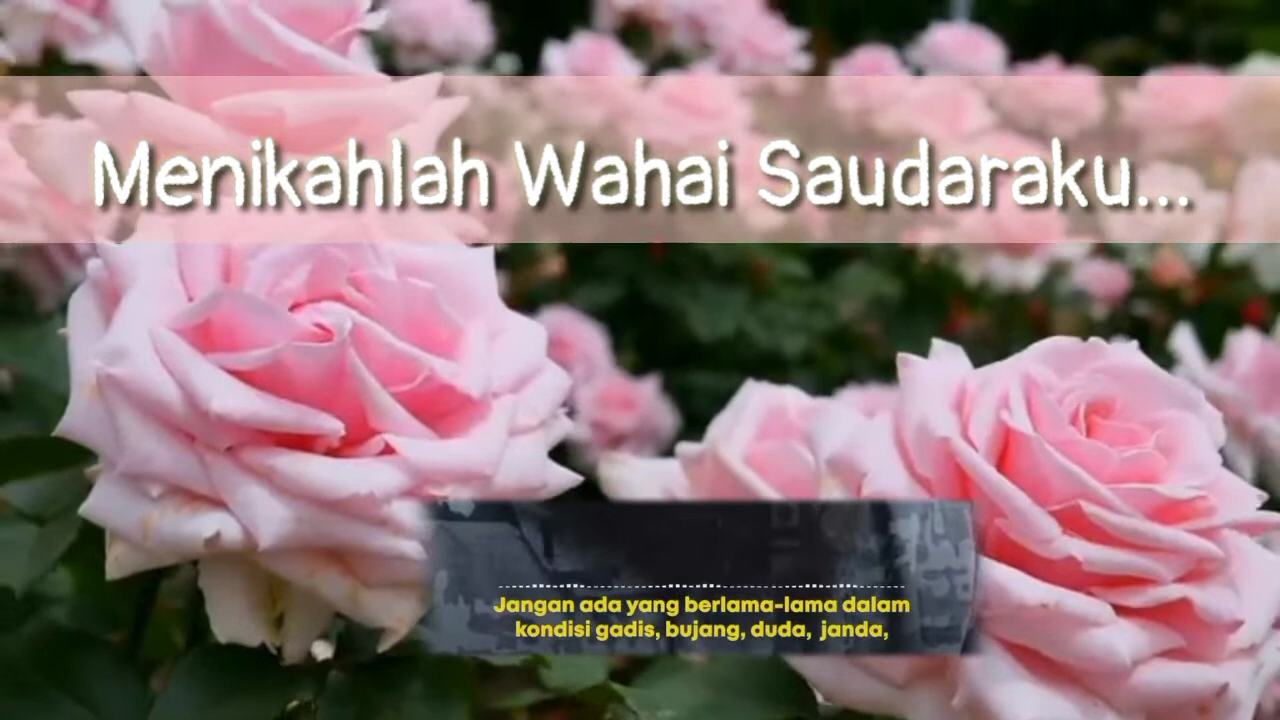 Menikahlah Wahai Saudaraku...
Jangan ada yang berlama-lama dalam
kondisi gadis, bujang, duda, janda,